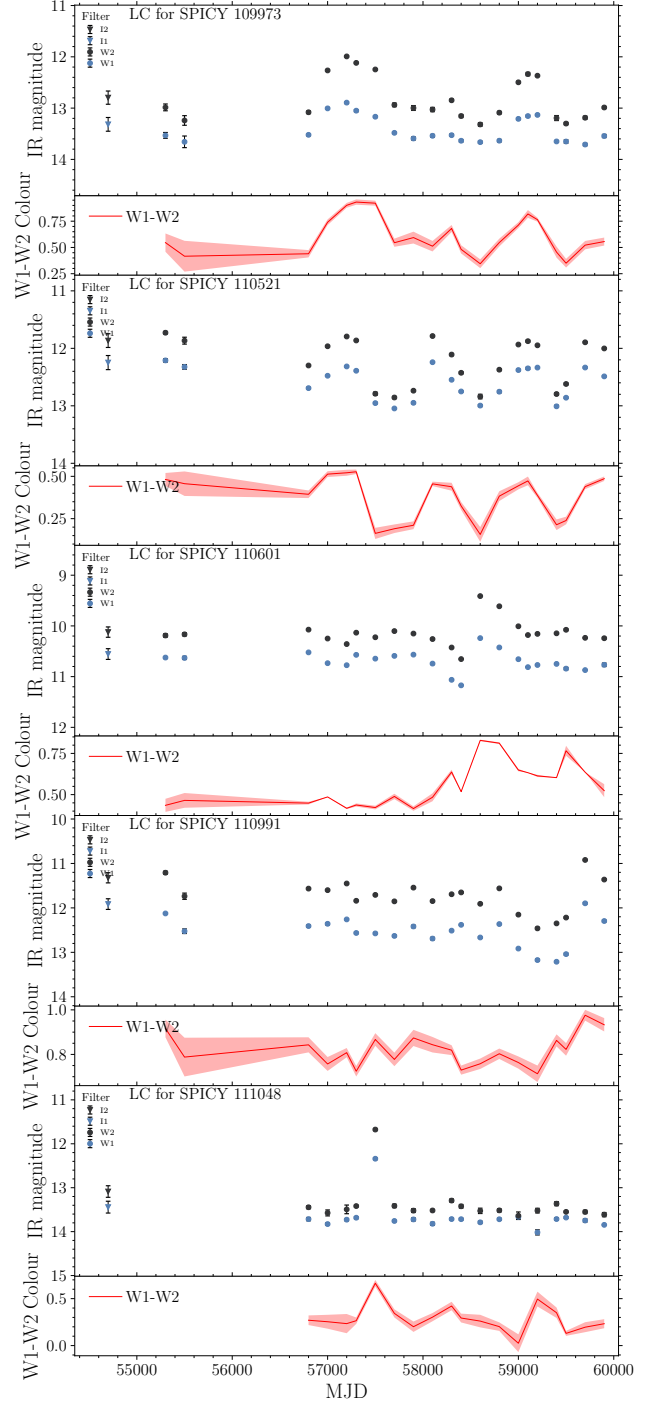 LC for SPICY 109973
Filter
I2
I1
W2
W1
11
12
13
14
IR magnitude
W1-W2
0.75
0.50
0.25
W1-W2 Colour
LC for SPICY 110521
Filter
I2
I1
W2
W1
11
12
13
14
IR magnitude
W1-W2
0.50
0.25
W1-W2 Colour
LC for SPICY 110601
Filter
I2
I1
W2
W1
9
10
11
12
IR magnitude
W1-W2
0.75
0.50
W1-W2 Colour
LC for SPICY 110991
Filter
I2
I1
W2
W1
10
11
12
13
14
IR magnitude
W1-W2
1.0
0.8
W1-W2 Colour
LC for SPICY 111048
Filter
I2
I1
W2
W1
11
12
13
14
15
IR magnitude
W1-W2
0.5
0.0
W1-W2 Colour
55000 56000 57000 58000 59000 60000
MJD